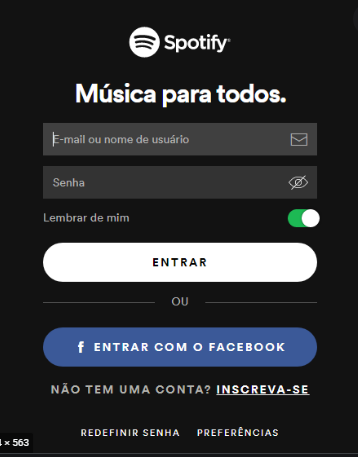 Spotify®
Música para todos.
E-mail ou nome de usuário
Senha
Lembrar de mim
ENTRAR
OU
f ENTRAR COM O FACEBOOK
NÃO TEM UMA CONTA? INSCREVA-SE
REDEFINIR SENHA PREFERÊNCIAS
× 563